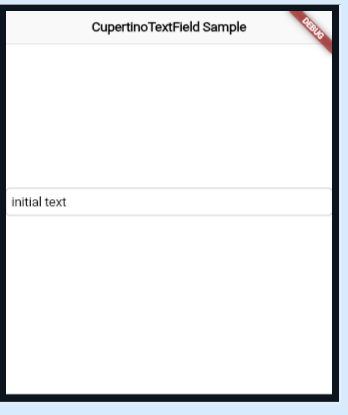 CupertinoTextField Sample
DEBUG
initial text